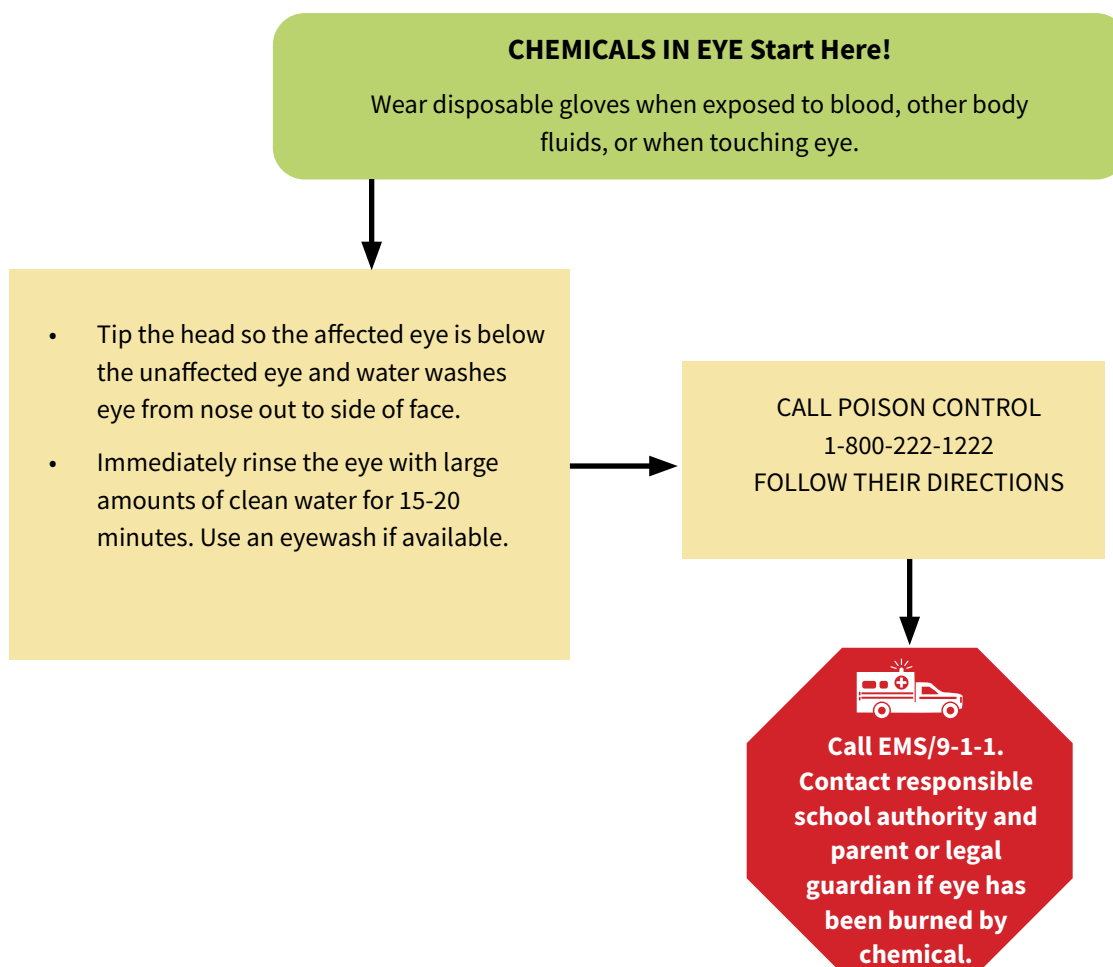 CHEMICALS IN EYE Start Here!
Wear disposable gloves when exposed to blood, other body
fluids, or when touching eye.
• Tip the head so the affected eye is below
the unaffected eye and water washes
eye from nose out to side of face.
• Immediately rinse the eye with large
amounts of clean water for 15-20
minutes. Use an eyewash if available.
CALL POISON CONTROL
1-800-222-1222
FOLLOW THEIR DIRECTIONS
Call EMS/9-1-1.
Contact responsible
school authority and
parent or legal
guardian if eye has
been burned by
chemical.